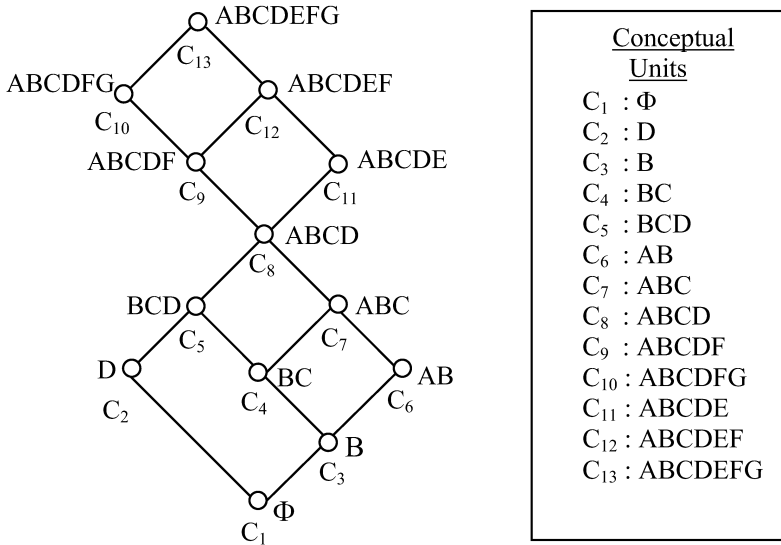 ABCDEFG
C₁₃
ABCDFG
ABCDEF
C₁₀
C₁₂
ABCDF
ABCDE
C₉
C₁₁
ABCD
C₈
BCD
ABC
C₅
C₇
D
BC
AB
C₂
C₄
C₆
B
C₃
Φ
C₁
Conceptual
Units
C₁ : Φ
C₂ : D
C₃ : B
C₄ : BC
C₅ : BCD
C₆ : AB
C₇ : ABC
C₈ : ABCD
C₉ : ABCDF
C₁₀ : ABCDFG
C₁₁ : ABCDE
C₁₂ : ABCDEF
C₁₃ : ABCDEFG